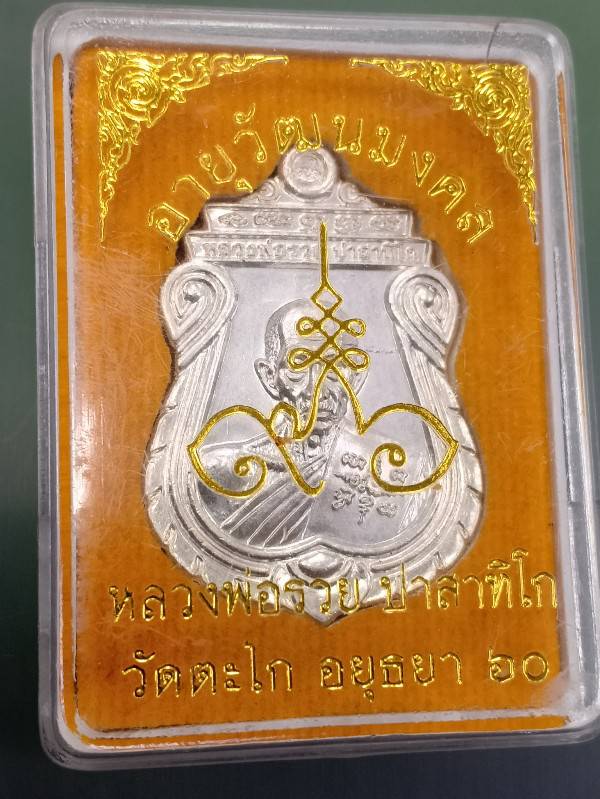 อายุวัฒนมงคล
หลวงพ่อรวย ปาสาทิโก
หลวงพ่อรวย ปาสาทิโก
วัดตะโก อยุธยา ๖๐